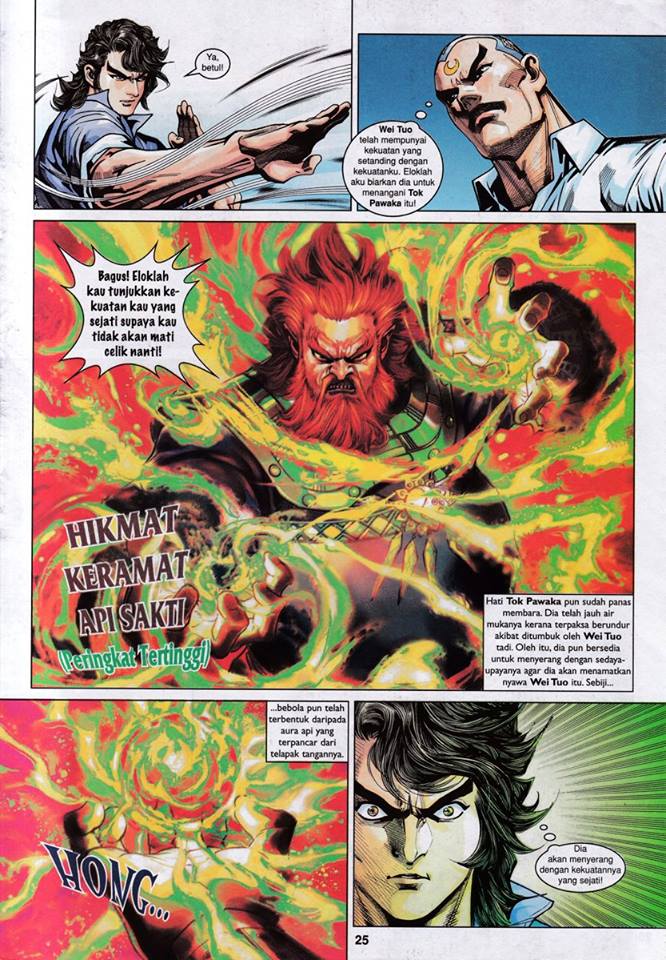 Ya,
betul!
Wei Tuo
telah mempunyai
kekuatan yang
setanding dengan
kekuatanku. Eloklah
aku biarkan dia untuk
menangani Tok
Pawaka itu!
Bagus! Eloklah
kau tunjukkan ke-
kuatan kau yang
sejati supaya kau
tidak akan mati
celik nanti!
HIKMAT
KERAMAT
API SAKTI
(Peringkat Tertinggi)
Hati Tok Pawaka pun sudah panas
membara. Dia telah jauh air
mukanya kerana terpaksa berundur
akibat ditumbuk oleh Wei Tuo
tadi. Oleh itu, dia pun bersedia
untuk menyerang dengan sedaya-
upayanya agar dia akan menamatkan
nyawa Wei Tuo itu. Sebiji...
...bebola pun telah
terbentuk daripada
aura api yang
terpancar dari
telapak tangannya.
HONG...
Dia
akan menyerang
dengan kekuatannya
yang sejati!
25